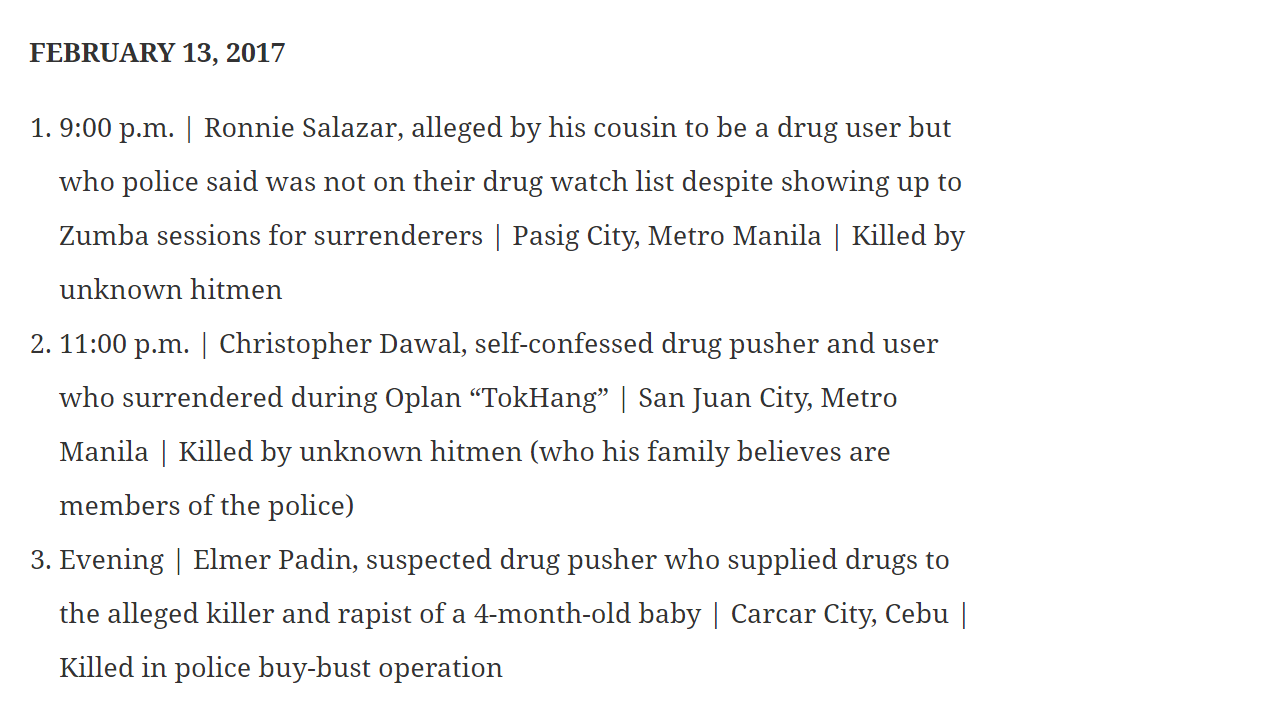 FEBRUARY 13, 2017
1. 9:00 p.m. | Ronnie Salazar, alleged by his cousin to be a drug user but
who police said was not on their drug watch list despite showing up to
Zumba sessions for surrenderers | Pasig City, Metro Manila | Killed by
unknown hitmen
2. 11:00 p.m. | Christopher Dawal, self-confessed drug pusher and user
who surrendered during Oplan “TokHang” | San Juan City, Metro
Manila | Killed by unknown hitmen (who his family believes are
members of the police)
3. Evening | Elmer Padin, suspected drug pusher who supplied drugs to
the alleged killer and rapist of a 4-month-old baby | Carcar City, Cebu |
Killed in police buy-bust operation